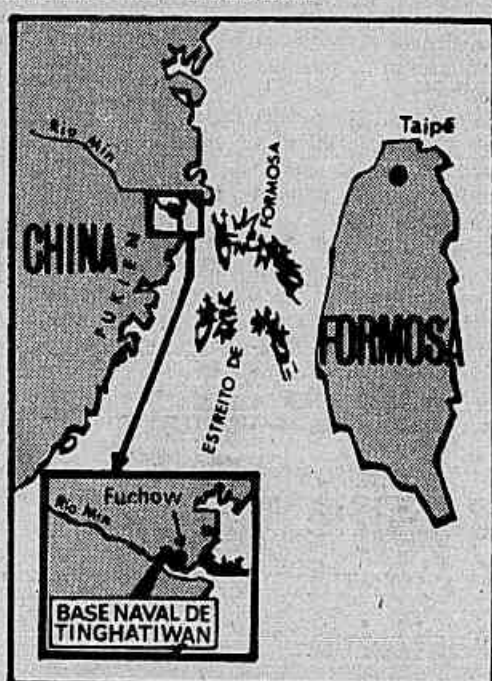 Taipé
Rio Min
CHINA
FUKIEN
ESTREITO DE FORMOSA
FORMOSA
Fuchow
Rio Min
BASE NAVAL DE
TINGHATIWAN